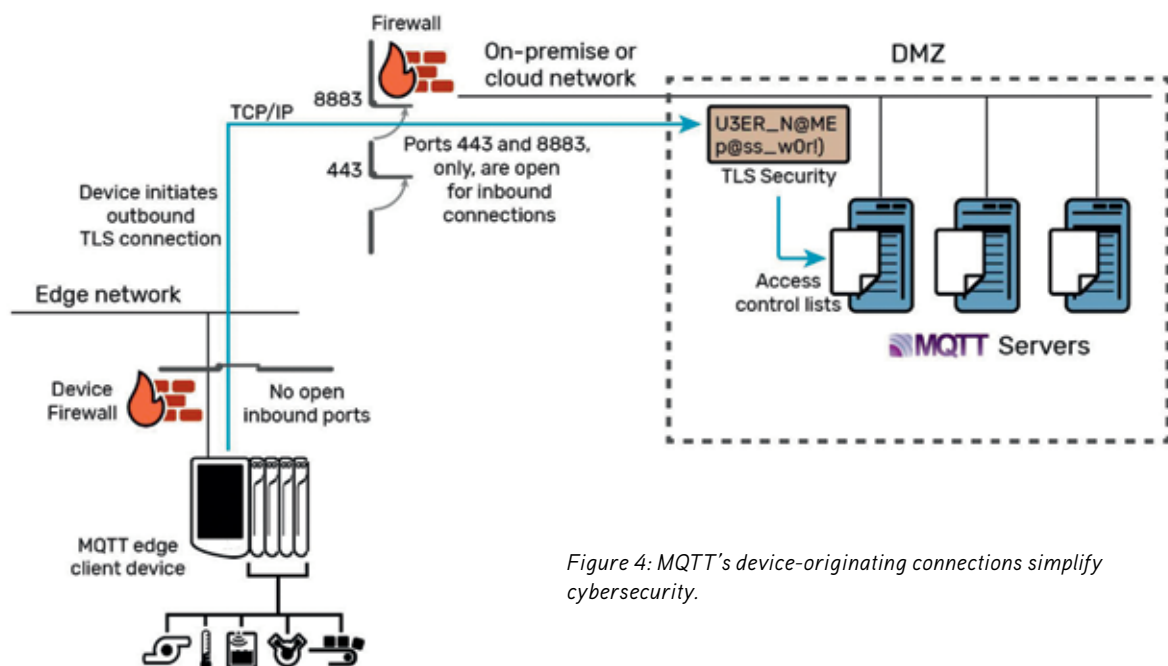 Firewall
On-premise or
cloud network
DMZ
8883
TCP/IP
U3ER_N@ME
p@ss_w0r!)
Ports 443 and 8883,
only, are open
for inbound
connections
443
TLS Security
Device initiates
outbound
TLS connection
Access
control lists
Edge network
MQTT Servers
Device
Firewall
No open
inbound ports
MQTT edge
client device
Figure 4: MQTT’s device-originating connections simplify
cybersecurity.